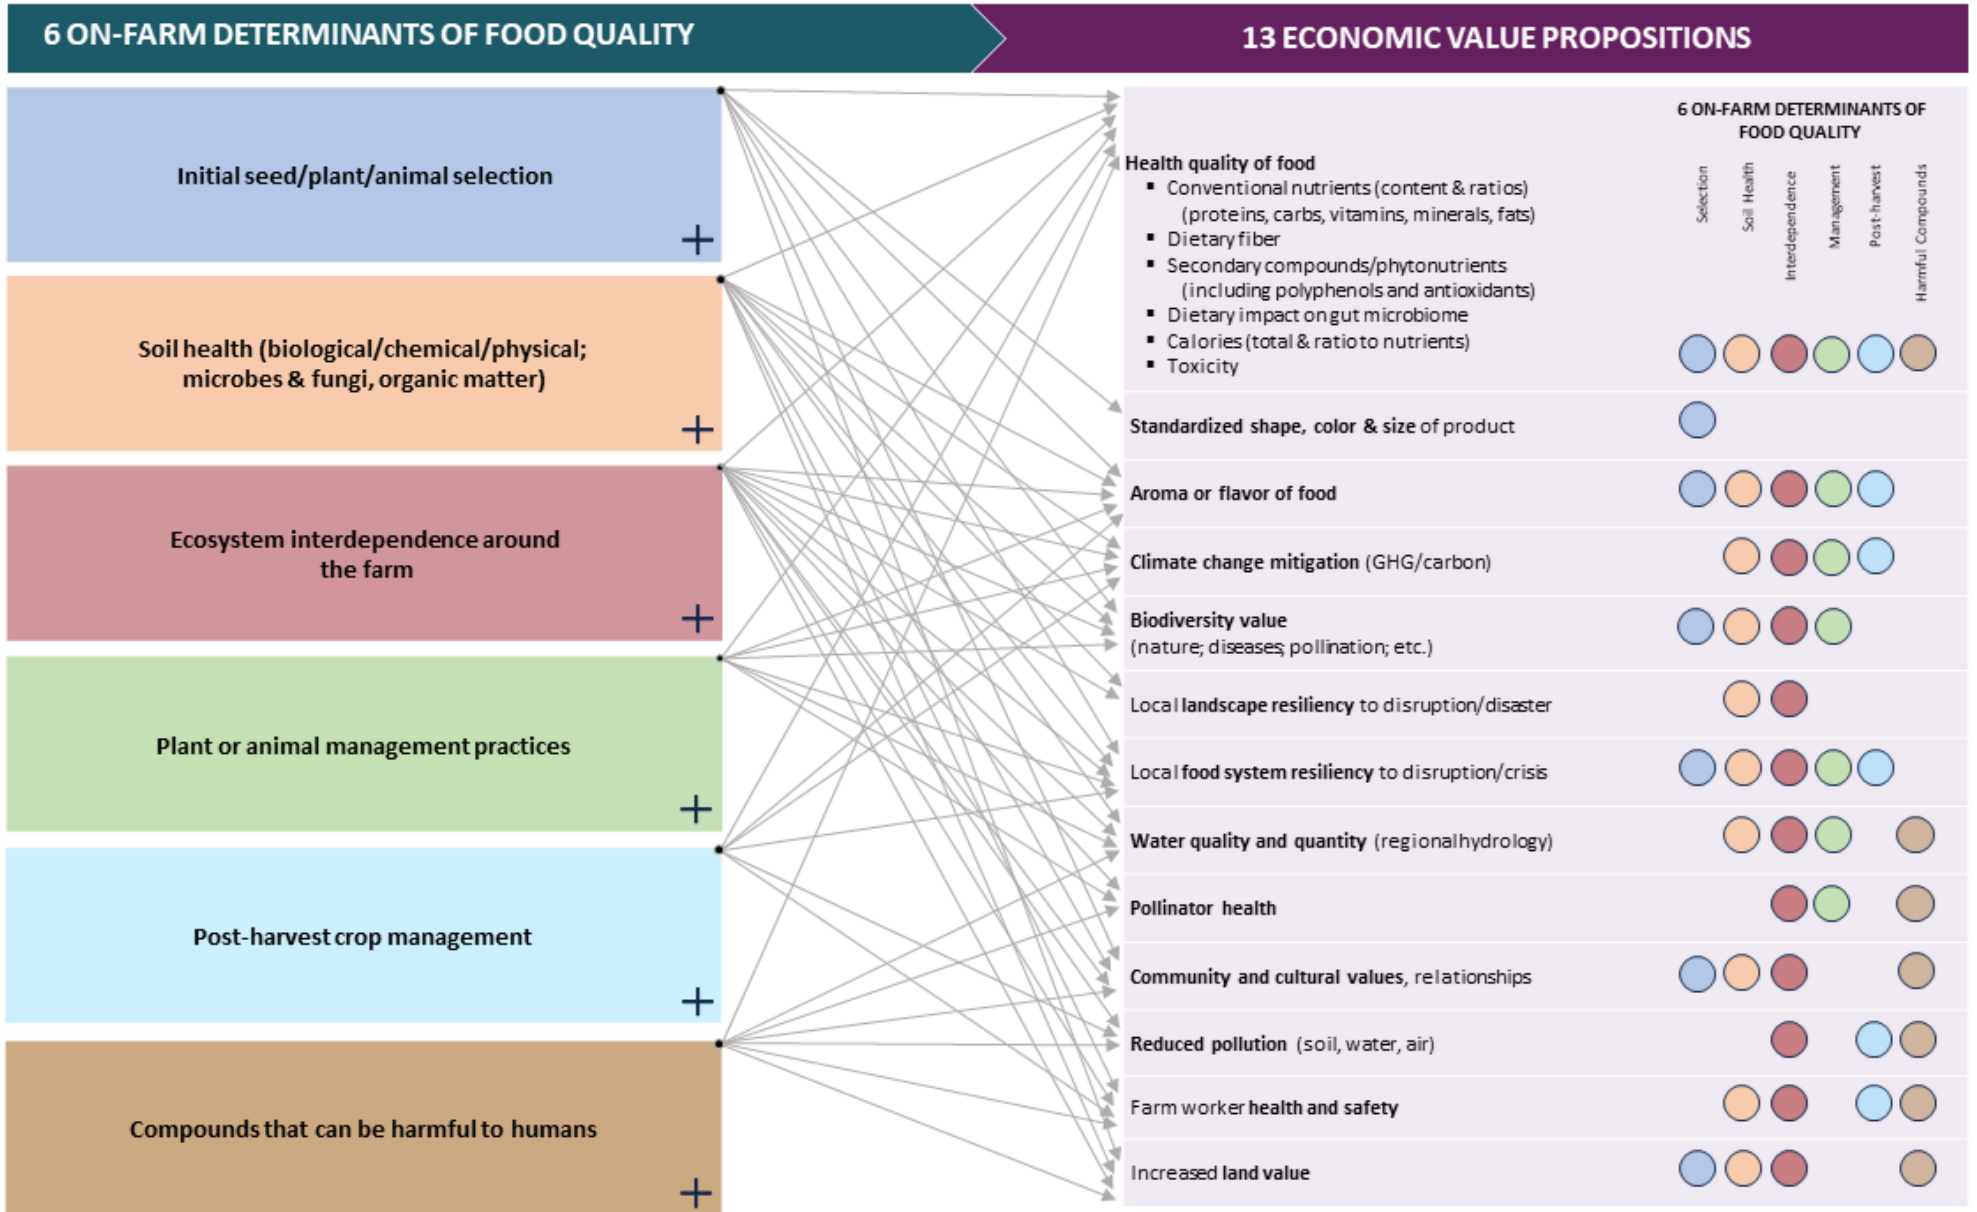 6 ON-FARM DETERMINANTS OF FOOD QUALITY
13 ECONOMIC VALUE PROPOSITIONS
Initial seed/plant/animal selection
+
Soil health (biological/chemical/physical;
microbes & fungi, organic matter)
+
Ecosystem interdependence around
the farm
+
Plant or animal management practices
+
Post-harvest crop management
+
Compounds that can be harmful to humans
+
6 ON-FARM DETERMINANTS OF
FOOD QUALITY
Selection
Soil Health
Interdependence
Management
Post-harvest
Harmful Compounds
Health quality of food
▪ Conventional nutrients (content & ratios)
(proteins, carbs, vitamins, minerals, fats)
▪ Dietary fiber
▪ Secondary compounds/phytonutrients
(including polyphenols and antioxidants)
▪ Dietary impact on gut microbiome
▪ Calories (total & ratio to nutrients)
▪ Toxicity
Standardized shape, color & size of product
Aroma or flavor of food
Climate change mitigation (GHG/carbon)
Biodiversity value
(nature; diseases; pollination; etc.)
Local landscape resiliency to disruption/disaster
Local food system resiliency to disruption/crisis
Water quality and quantity (regional hydrology)
Pollinator health
Community and cultural values, relationships
Reduced pollution (soil, water, air)
Farm worker health and safety
Increased land value